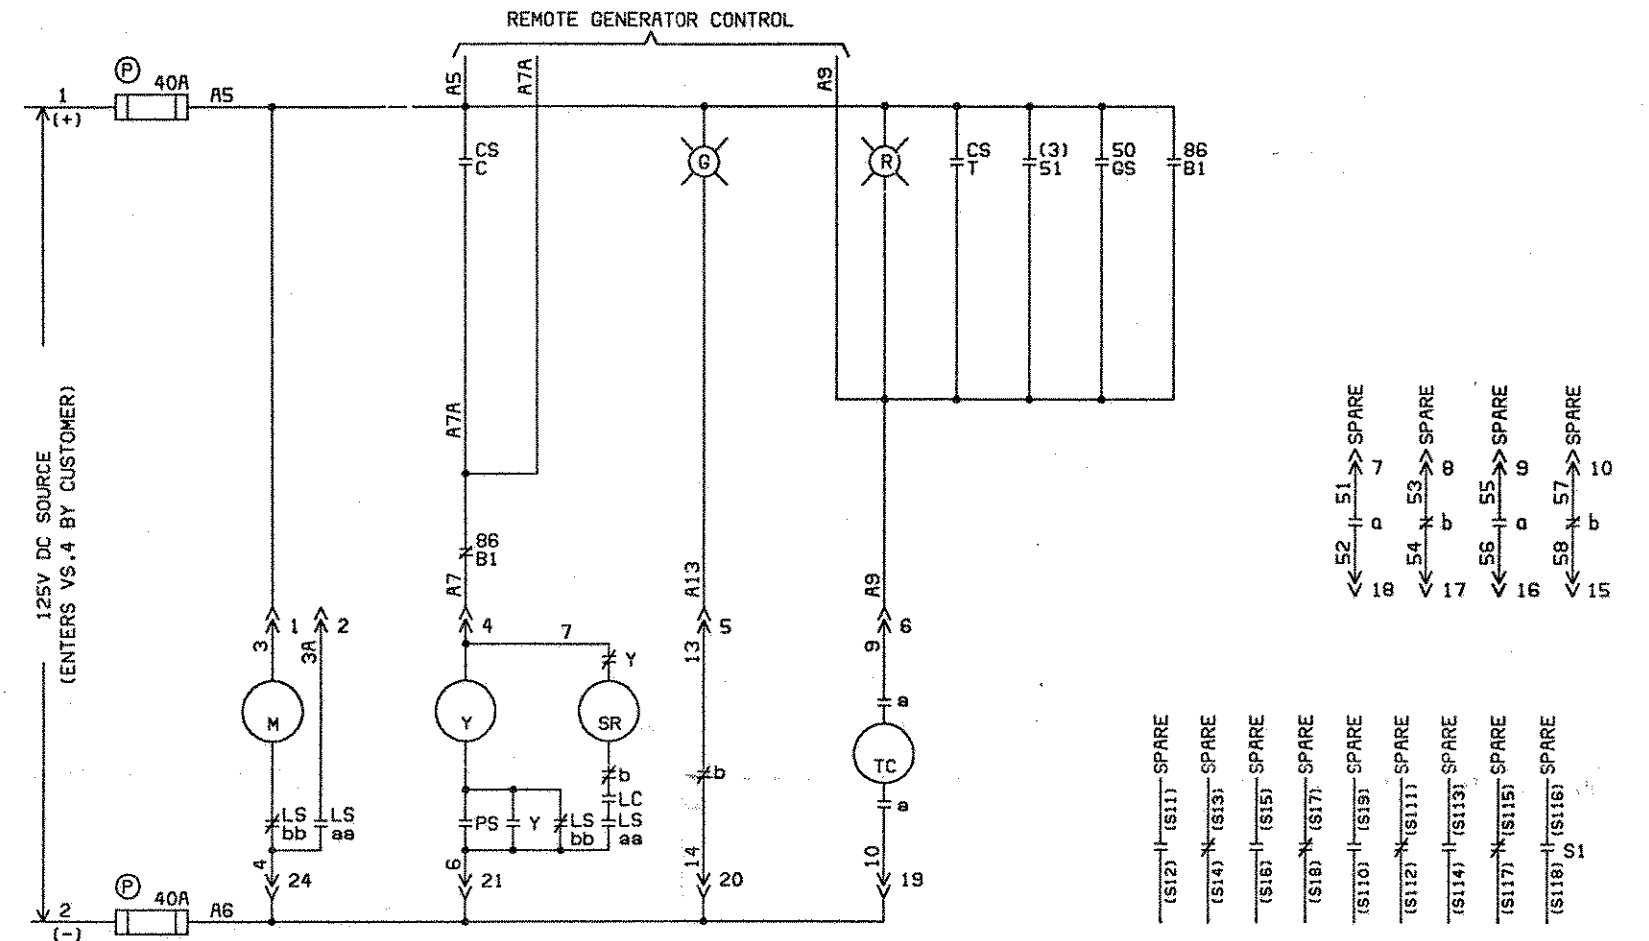 REMOTE GENERATOR CONTROL
P
40A
1
(+)
A5
A5
A7A
A9
CS
C
G
R
CS
T
(3)
51
50
GS
86
B1
125V DC SOURCE
(ENTERS VS.4 BY CUSTOMER)
A7A
86
B1
A7
A13
A9
1
2
4
7
5
6
3
3A
13
9
Y
M
Y
SR
a
TC
a
b
LC
b
LS
bb
LS
aa
PS
Y
LS
bb
LS
aa
4
24
6
21
14
20
10
19
P
40A
2
(-)
A6
SPARE
SPARE
SPARE
SPARE
7
8
9
10
51
53
55
57
a
b
a
b
52
54
56
58
18
17
16
15
SPARE
SPARE
SPARE
SPARE
SPARE
SPARE
SPARE
SPARE
SPARE
(S11)
(S13)
(S15)
(S17)
(S19)
(S111)
(S113)
(S115)
(S116)
S1
(S12)
(S14)
(S16)
(S18)
(S110)
(S112)
(S114)
(S117)
(S118)